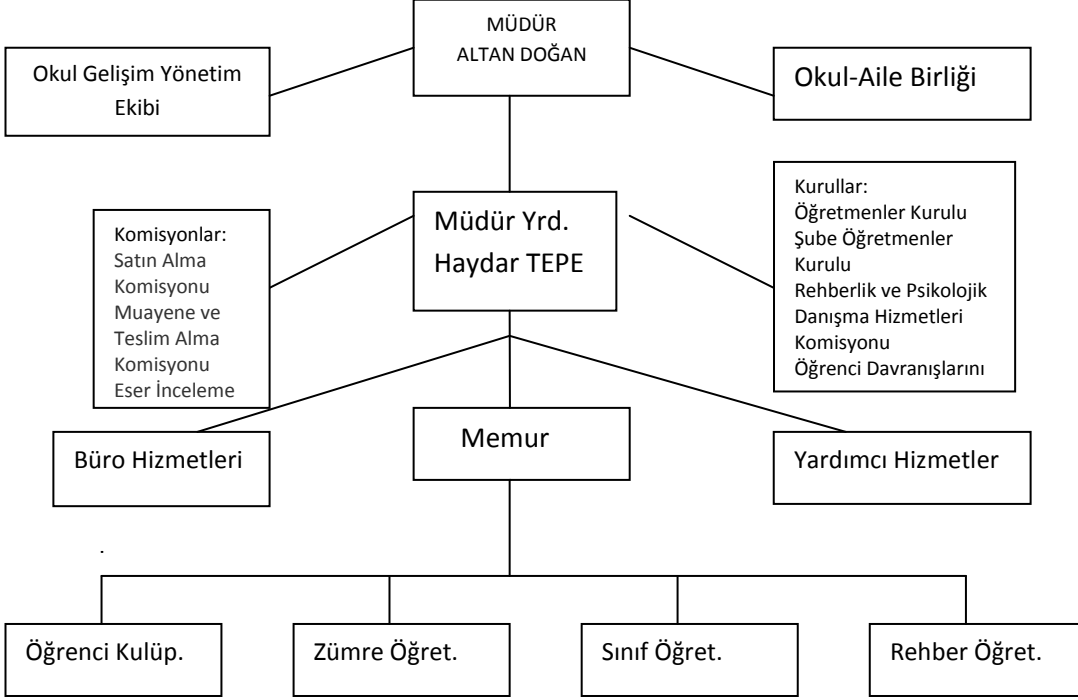 MÜDÜR
ALTAN DOĞAN
Okul Gelişim Yönetim
Ekibi
Okul-Aile Birliği
Komisyonlar:
Satın Alma
Komisyonu
Muayene ve
Teslim Alma
Komisyonu
Eser İnceleme
Müdür Yrd.
Haydar TEPE
Kurullar:
Öğretmenler Kurulu
Şube Öğretmenler
Kurulu
Rehberlik ve Psikolojik
Danışma Hizmetleri
Komisyonu
Öğrenci Davranışlarını
Büro Hizmetleri
Memur
Yardımcı Hizmetler
.
Öğrenci Kulüp.
Zümre Öğret.
Sınıf Öğret.
Rehber Öğret.